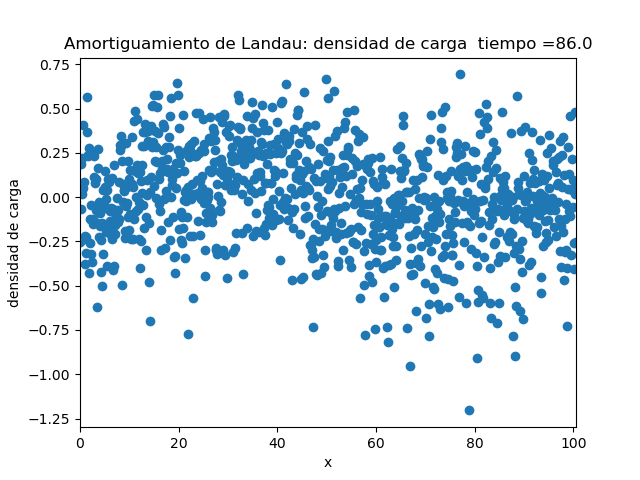 Amortiguamiento de Landau: densidad de carga  tiempo =86.0
0.75
0.50
0.25
0.00
−0.25
−0.50
−0.75
−1.00
−1.25
densidad de carga
0 20 40 60 80 100
x